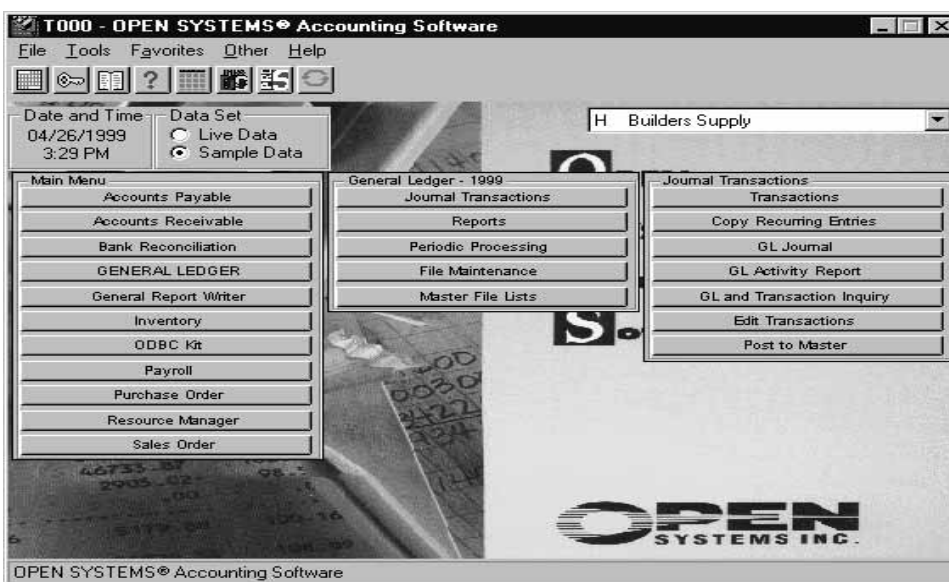 T000 - OPEN SYSTEMS® Accounting Software
File Tools Favorites Other Help
Date and Time
04/26/1999
3:29 PM
Data Set
Live Data
Sample Data
H Builders Supply
Main Menu
Accounts Payable
Accounts Receivable
Bank Reconciliation
GENERAL LEDGER
General Report Writer
Inventory
ODBC Kit
Payroll
Purchase Order
Resource Manager
Sales Order
General Ledger - 1999
Journal Transactions
Reports
Periodic Processing
File Maintenance
Master File Lists
Journal Transactions
Transactions
Copy Recurring Entries
GL Journal
GL Activity Report
GL and Transaction Inquiry
Edit Transactions
Post to Master
OPEN
SYSTEMS INC.
OPEN SYSTEMS® Accounting Software